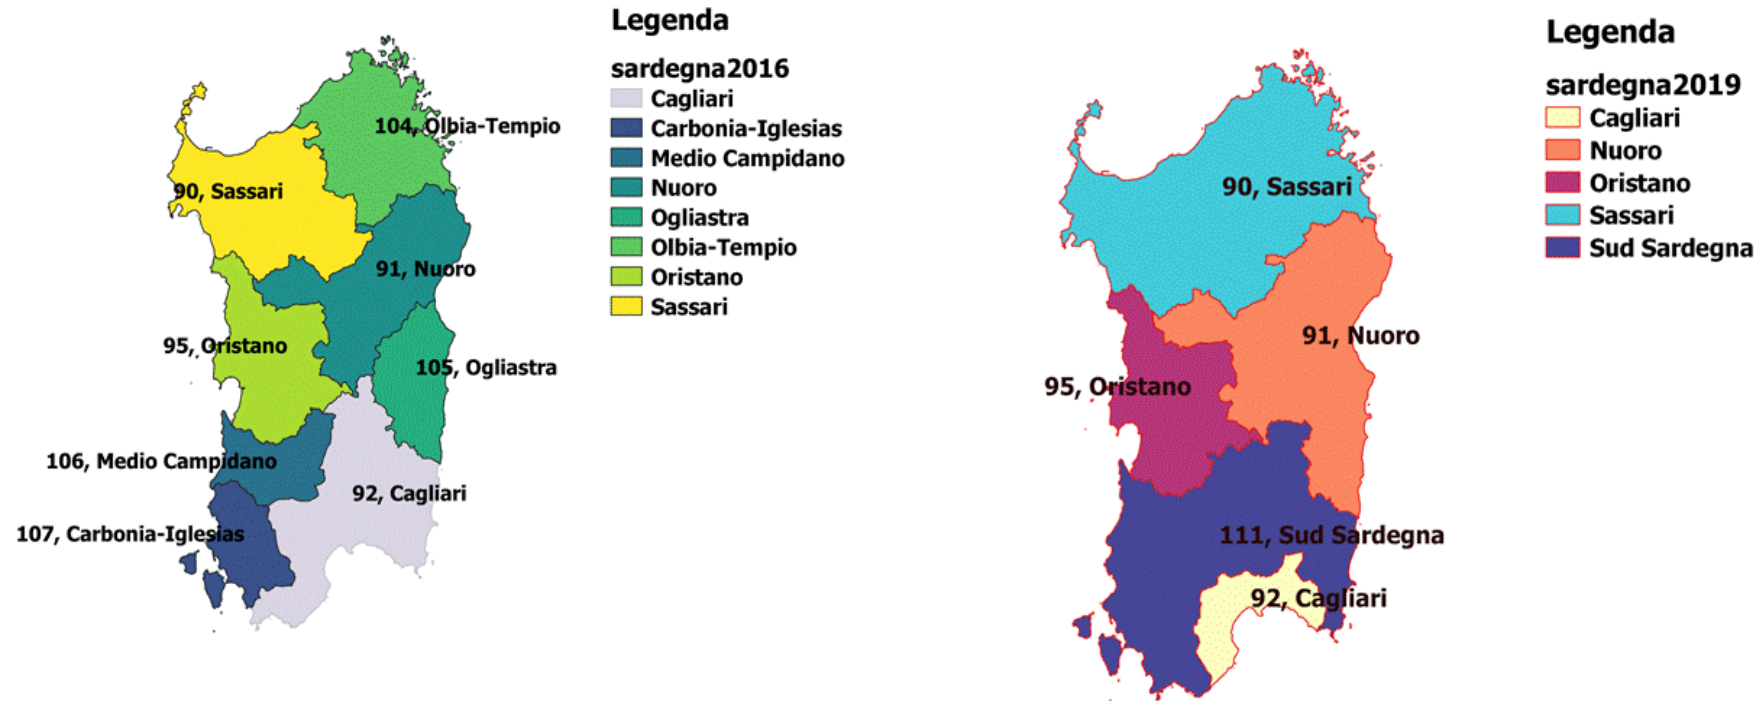 Legenda
sardegna2016
Cagliari
Carbonia-Iglesias
Medio Campidano
Nuoro
Ogliastra
Olbia-Tempio
Oristano
Sassari
104, Olbia-Tempio
90, Sassari
91, Nuoro
95, Oristano
105, Ogliastra
106, Medio Campidano
92, Cagliari
107, Carbonia-Iglesias
Legenda
sardegna2019
Cagliari
Nuoro
Oristano
Sassari
Sud Sardegna
90, Sassari
91, Nuoro
95, Oristano
111, Sud Sardegna
92, Cagliari